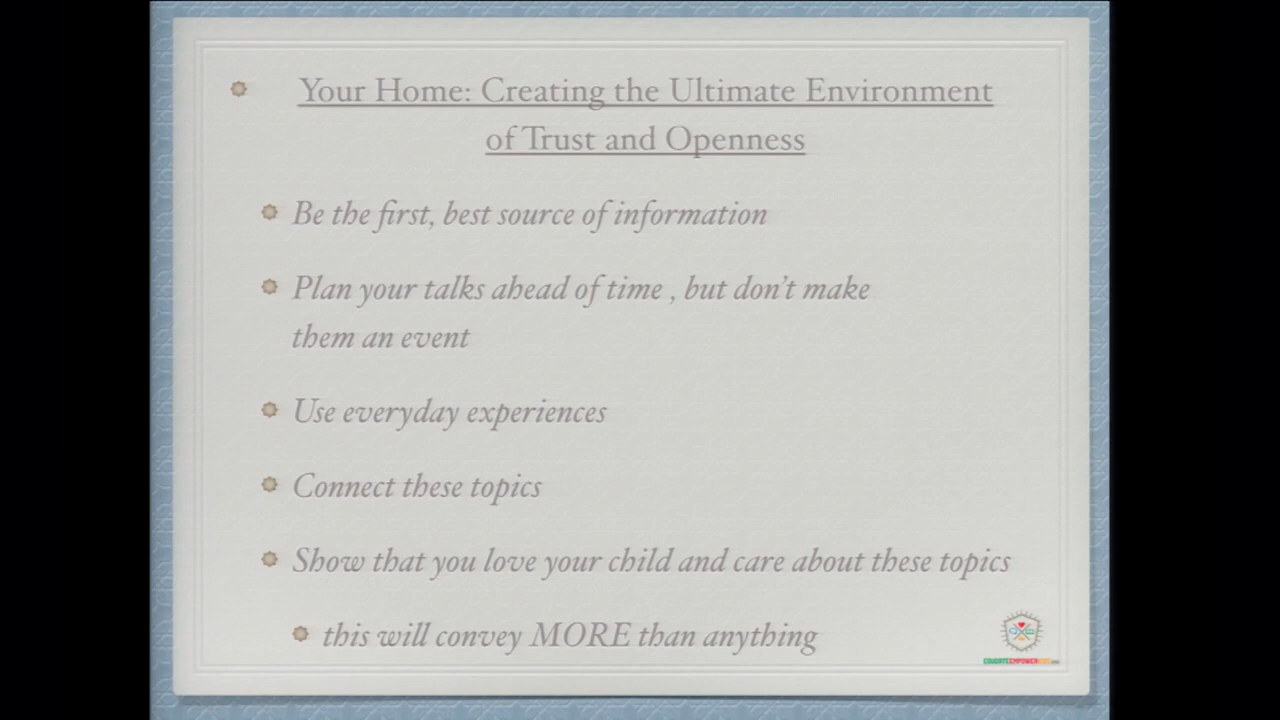 Your Home: Creating the Ultimate Environment
of Trust and Openness
Be the first, best source of information
Plan your talks ahead of time , but don't make
them an event
Use everyday experiences
Connect these topics
Show that you love your child and care about these topics
this will convey MORE than anything
EDUCATEEMPOWERKIDS.org